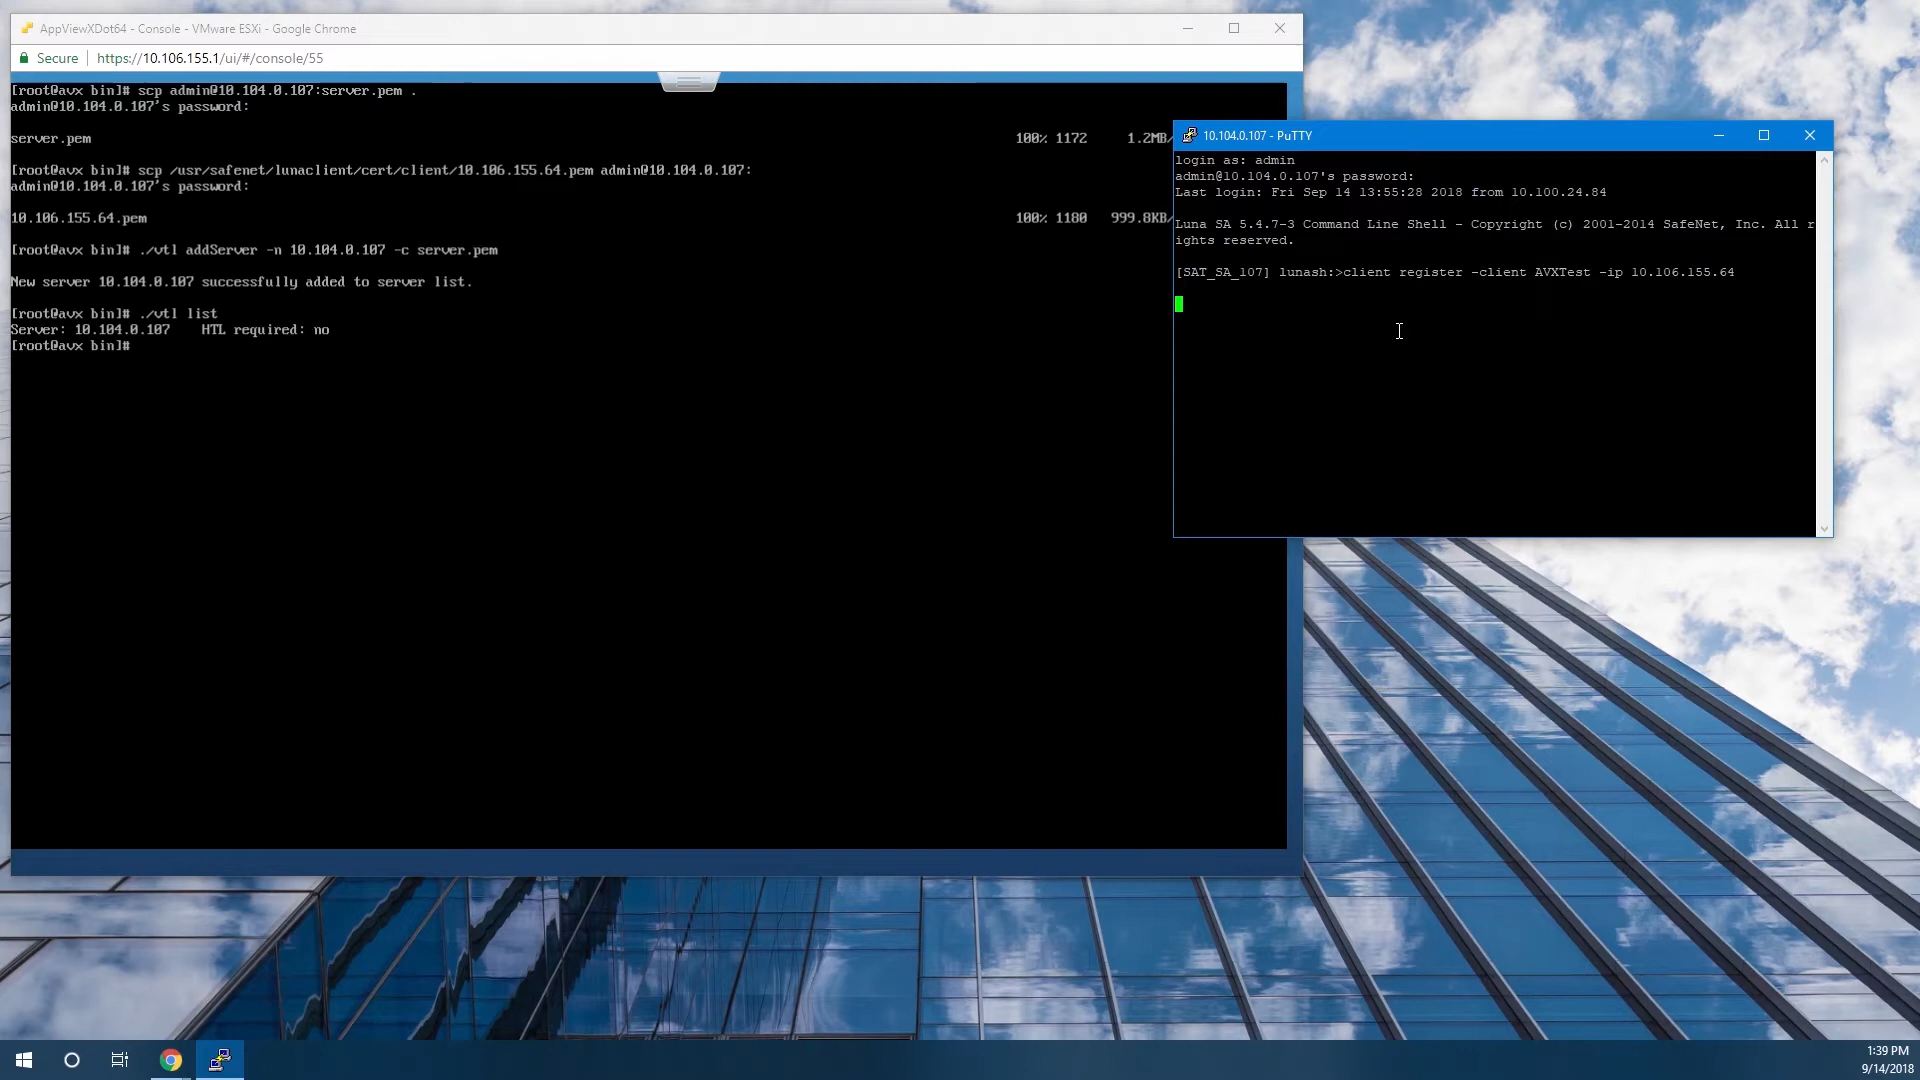 AppViewXDot64 - Console - VMware ESXi - Google Chrome
Secure
https://10.106.155.1/ui/#/console/55
[root@avx bin]# scp admin@10.104.0.107:server.pem .
admin@10.104.0.107's password:
server.pem 100% 1172 1.2MB/
[root@avx bin]# scp /usr/safenet/lunaclient/cert/client/10.106.155.64.pem admin@10.104.0.107:
admin@10.104.0.107's password:
10.106.155.64.pem 100% 1180 999.8KB/
[root@avx bin]# ./vtl addServer -n 10.104.0.107 -c server.pem
New server 10.104.0.107 successfully added to server list.
[root@avx bin]# ./vtl list
Server: 10.104.0.107 HTL required: no
[root@avx bin]#
10.104.0.107 - PuTTY
login as: admin
admin@10.104.0.107's password:
Last login: Fri Sep 14 13:55:28 2018 from 10.100.24.84
Luna SA 5.4.7-3 Command Line Shell - Copyright (c) 2001-2014 SafeNet, Inc. All r
ights reserved.
[SAT_SA_107] lunash:>client register -client AVXTest -ip 10.106.155.64
1:39 PM
9/14/2018